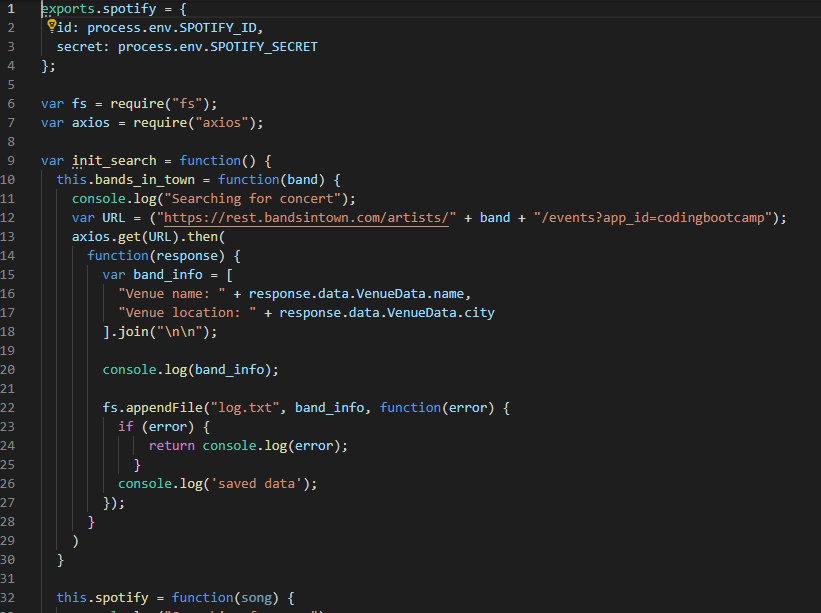 1 exports.spotify = {
2 id: process.env.SPOTIFY_ID,
3 secret: process.env.SPOTIFY_SECRET
4 };
5
6 var fs = require("fs");
7 var axios = require("axios");
8
9 var init_search = function() {
10 this.bands_in_town = function(band) {
11 console.log("Searching for concert");
12 var URL = ("https://rest.bandsintown.com/artists/" + band + "/events?app_id=codingbootcamp");
13 axios.get(URL).then(
14 function(response) {
15 var band_info = [
16 "Venue name: " + response.data.VenueData.name,
17 "Venue location: " + response.data.VenueData.city
18 ].join("\n\n");
19
20 console.log(band_info);
21
22 fs.appendFile("log.txt", band_info, function(error) {
23 if (error) {
24 return console.log(error);
25 }
26 console.log('saved data');
27 });
28 }
29 )
30 }
31
32 this.spotify = function(song) {